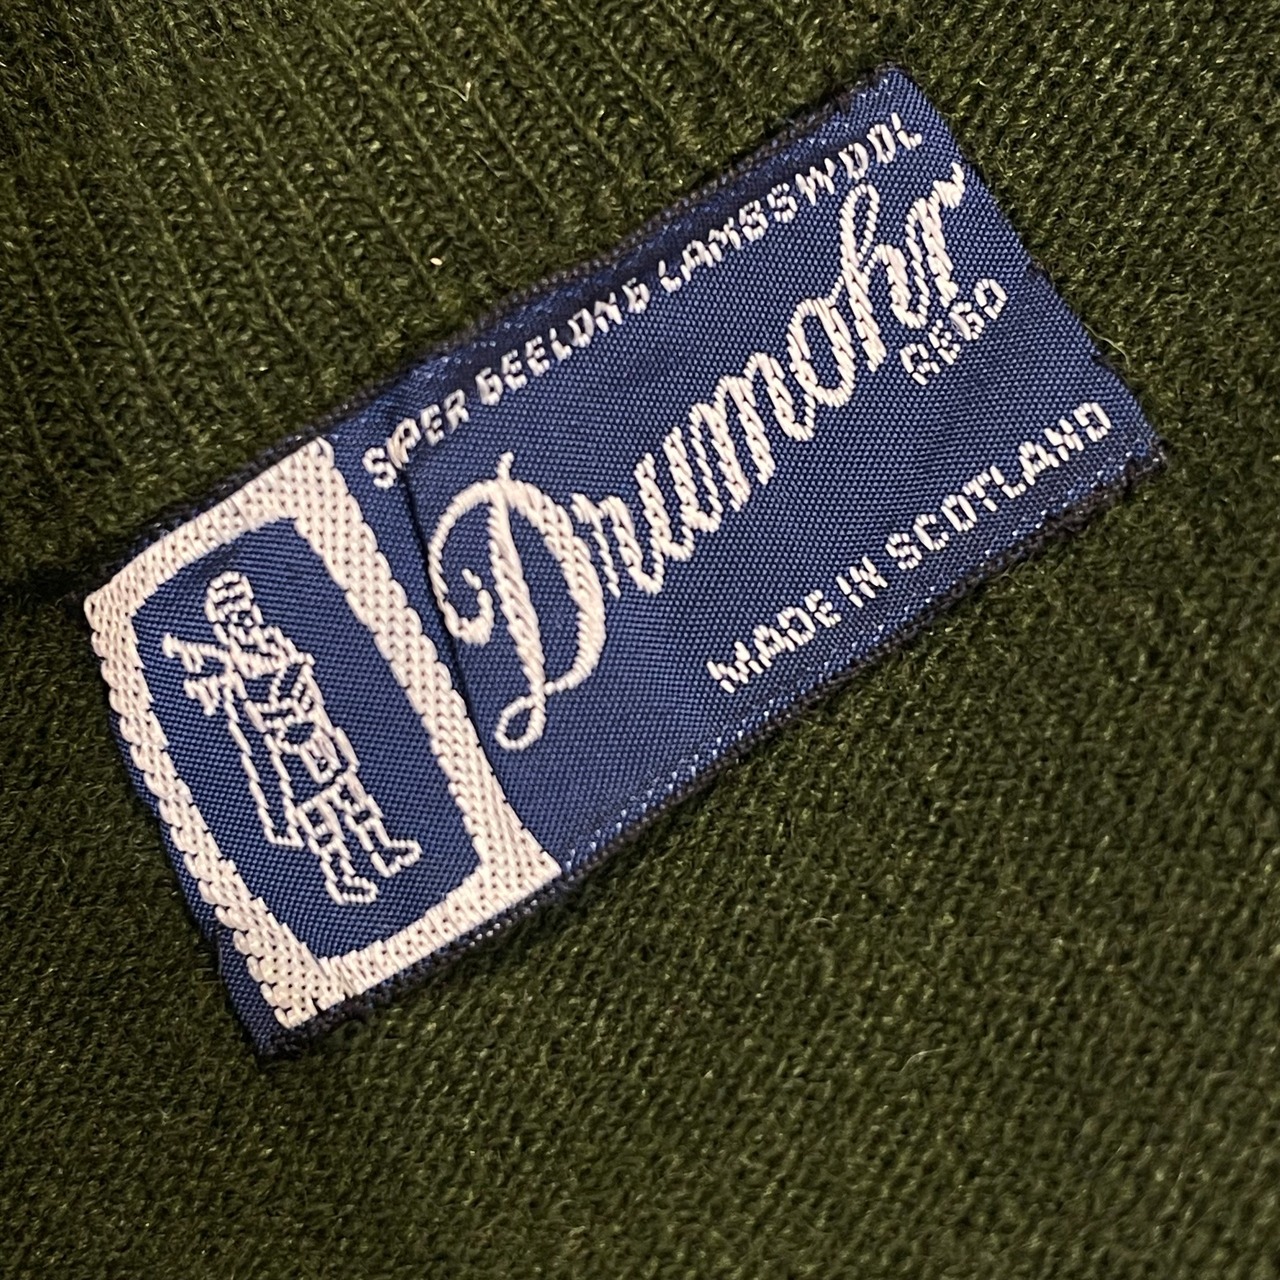 SUPER GEELONG LAMBSWOOL
Drumohr
REGD
MADE IN SCOTLAND